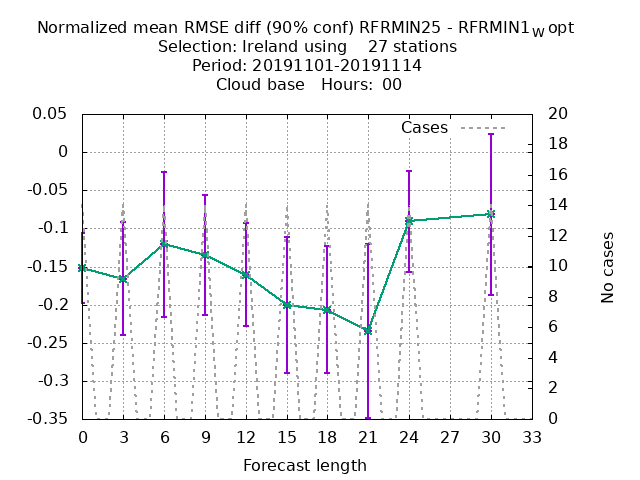 Normalized mean RMSE diff (90% conf) RFRMIN25 - RFRMIN1W opt
Selection: Ireland using 27 stations
Period: 20191101-20191114
Cloud base Hours: 00
Cases
0.05
0
-0.05
-0.1
-0.15
-0.2
-0.25
-0.3
-0.35
20
18
16
14
12
10
8
6
4
2
0
No cases
0 3 6 9 12 15 18 21 24 27 30 33
Forecast length